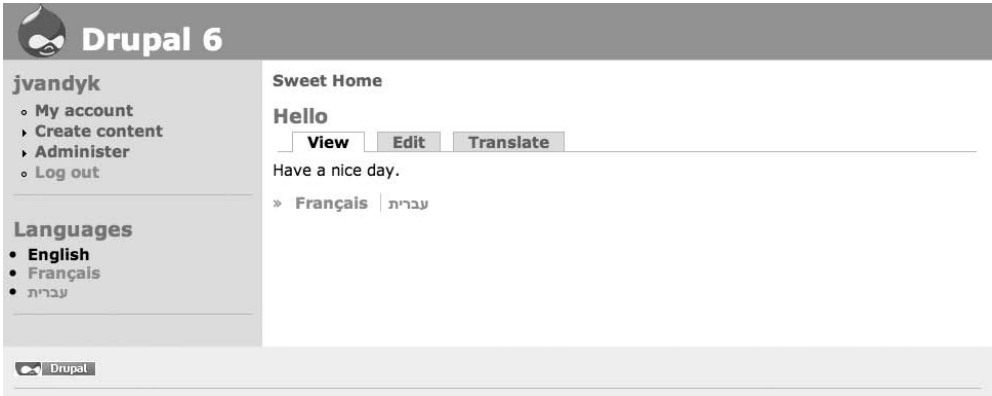 Drupal 6
jvandyk
My account
Create content
Administer
Log out
Languages
English
Français
עברית
Sweet Home
Hello
View Edit Translate
Have a nice day.
» Français עברית
Drupal